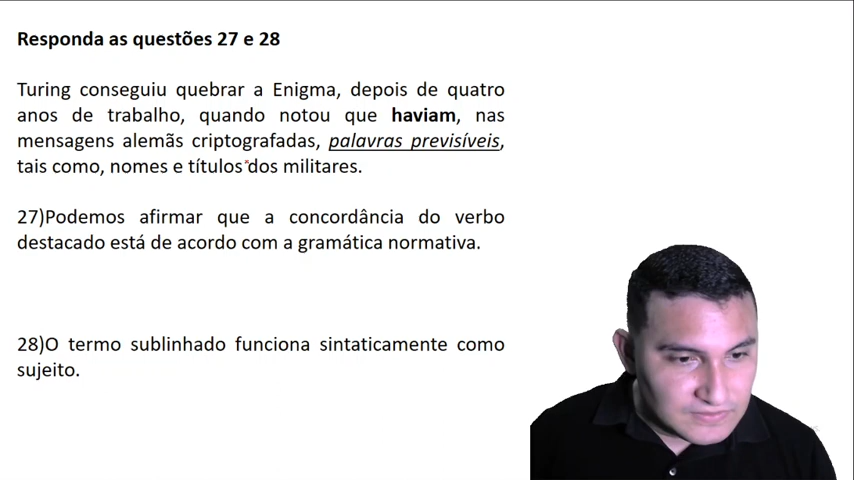 Responda as questões 27 e 28
Turing conseguiu quebrar a Enigma, depois de quatro
anos de trabalho, quando notou que haviam, nas
mensagens alemãs criptografadas, palavras previsíveis,
tais como, nomes e títulos dos militares.
27)Podemos afirmar que a concordância do verbo
destacado está de acordo com a gramática normativa.
28)O termo sublinhado funciona sintaticamente como
sujeito.